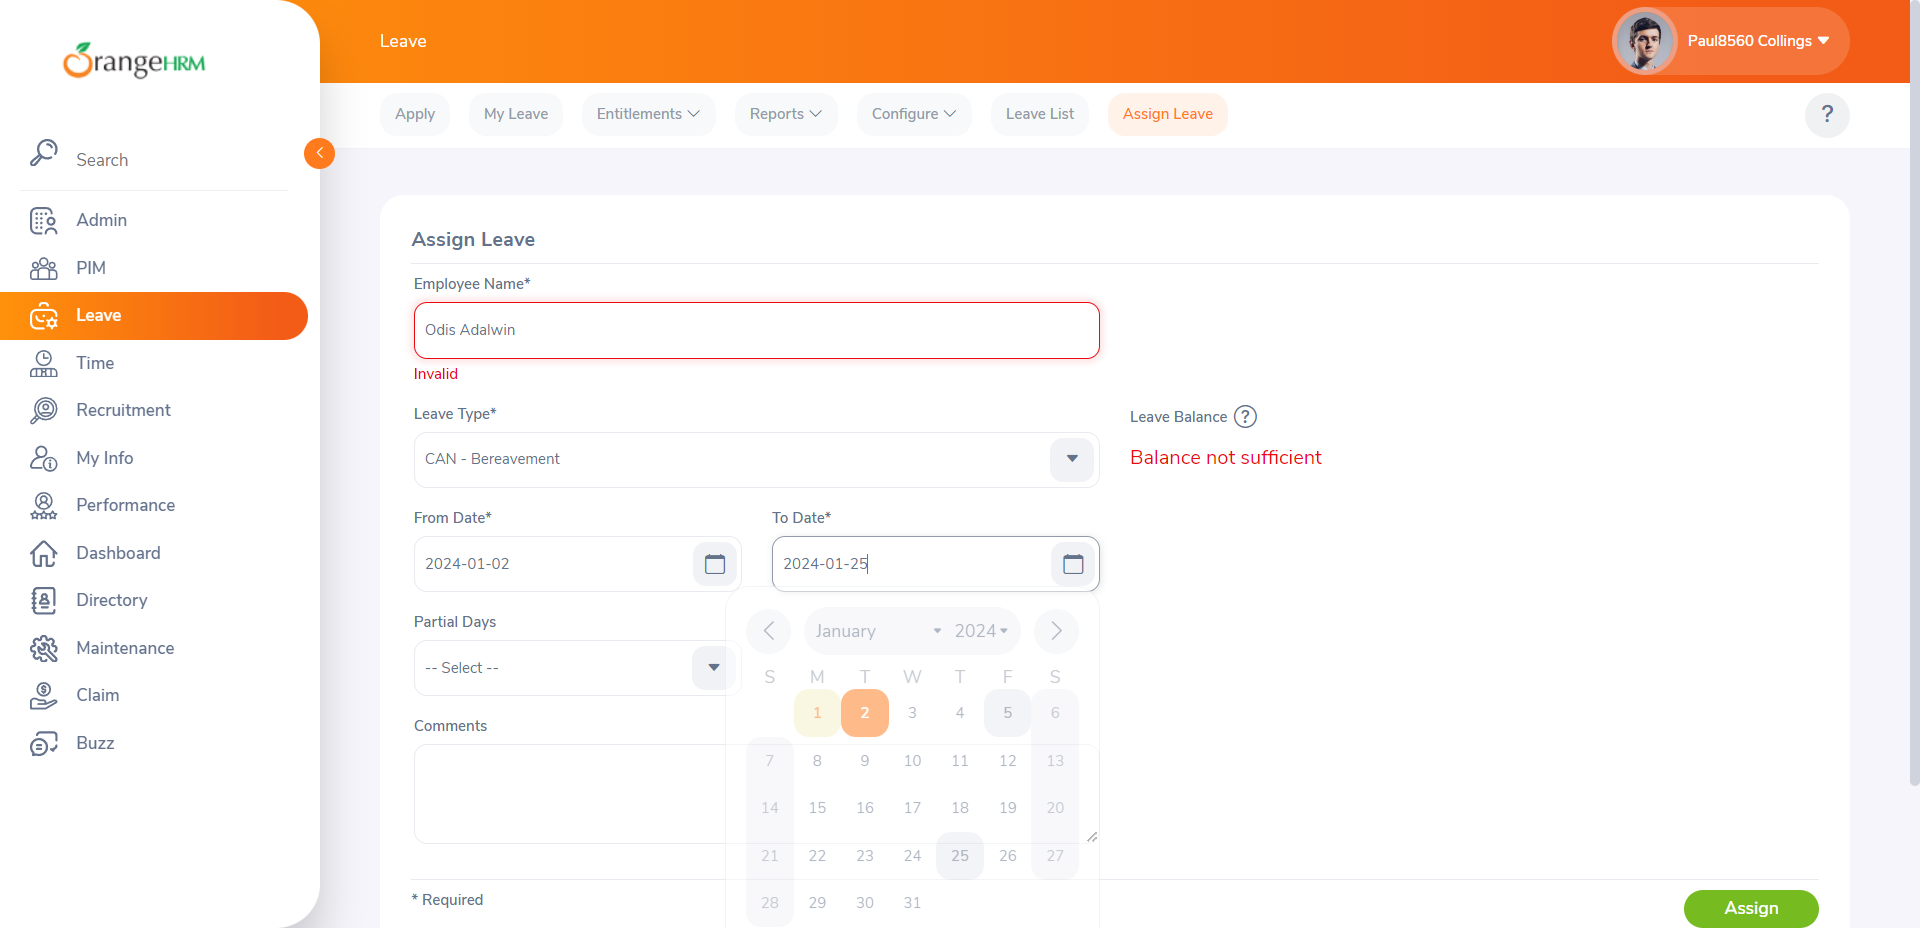 OrangeHRM
Leave
Paul8560 Collings
Apply
My Leave
Entitlements
Reports
Configure
Leave List
Assign Leave
?
Search
Admin
PIM
Leave
Time
Recruitment
My Info
Performance
Dashboard
Directory
Maintenance
Claim
Buzz
Assign Leave
Employee Name*
Odis Adalwin
Invalid
Leave Type*
CAN - Bereavement
Leave Balance ?
Balance not sufficient
From Date*
2024-01-02
To Date*
2024-01-25
Partial Days
-- Select --
Comments
January 2024
S M T W T F S
1 2 3 4 5 6
7 8 9 10 11 12 13
14 15 16 17 18 19 20
21 22 23 24 25 26 27
28 29 30 31
* Required
Assign